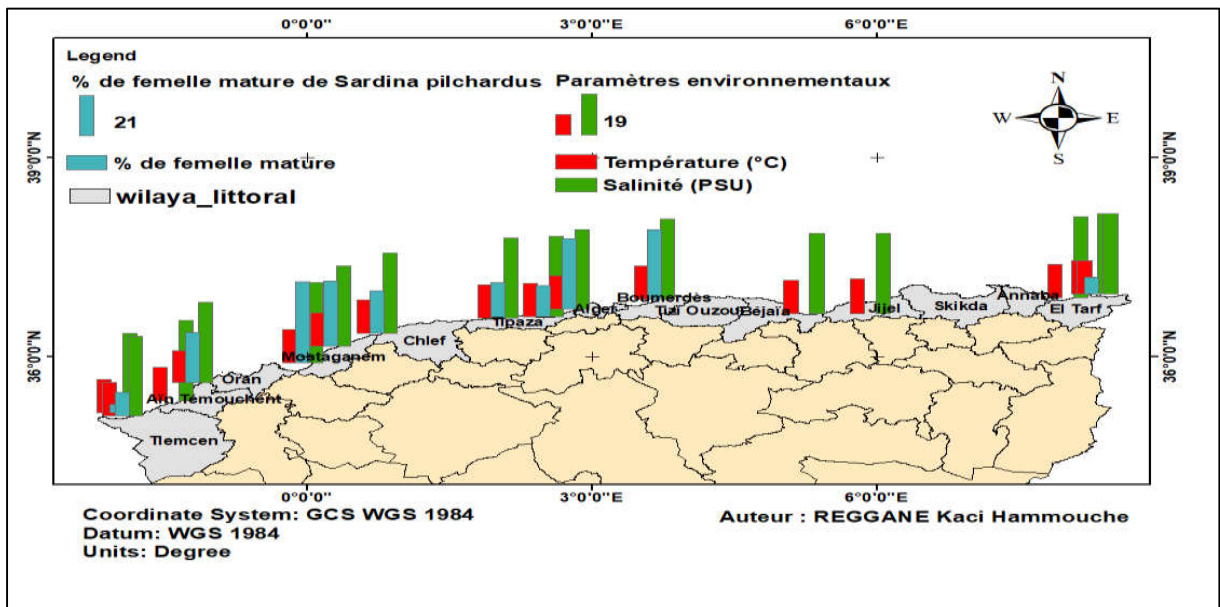 0°0'0"
3°0'0"E
6°0'0"E
Legend
% de femelle mature de Sardina pilchardus
21
% de femelle mature
wilaya_littoral
Paramètres environnementaux
19
Température (°C)
Salinité (PSU)
N
W
E
S
39°0'0"N
39°0'0"N
36°0'0"N
36°0'0"N
Tlemcen
Aïn Témouchent
Oran
Mostaganem
Chlef
Tipaza
Alger
Boumerdès
Tizi Ouzou
Béjaïa
Jijel
Skikda
Annaba
El Tarf
0°0'0"
3°0'0"E
6°0'0"E
Coordinate System: GCS WGS 1984
Datum: WGS 1984
Units: Degree
Auteur : REGGANE Kaci Hammouche